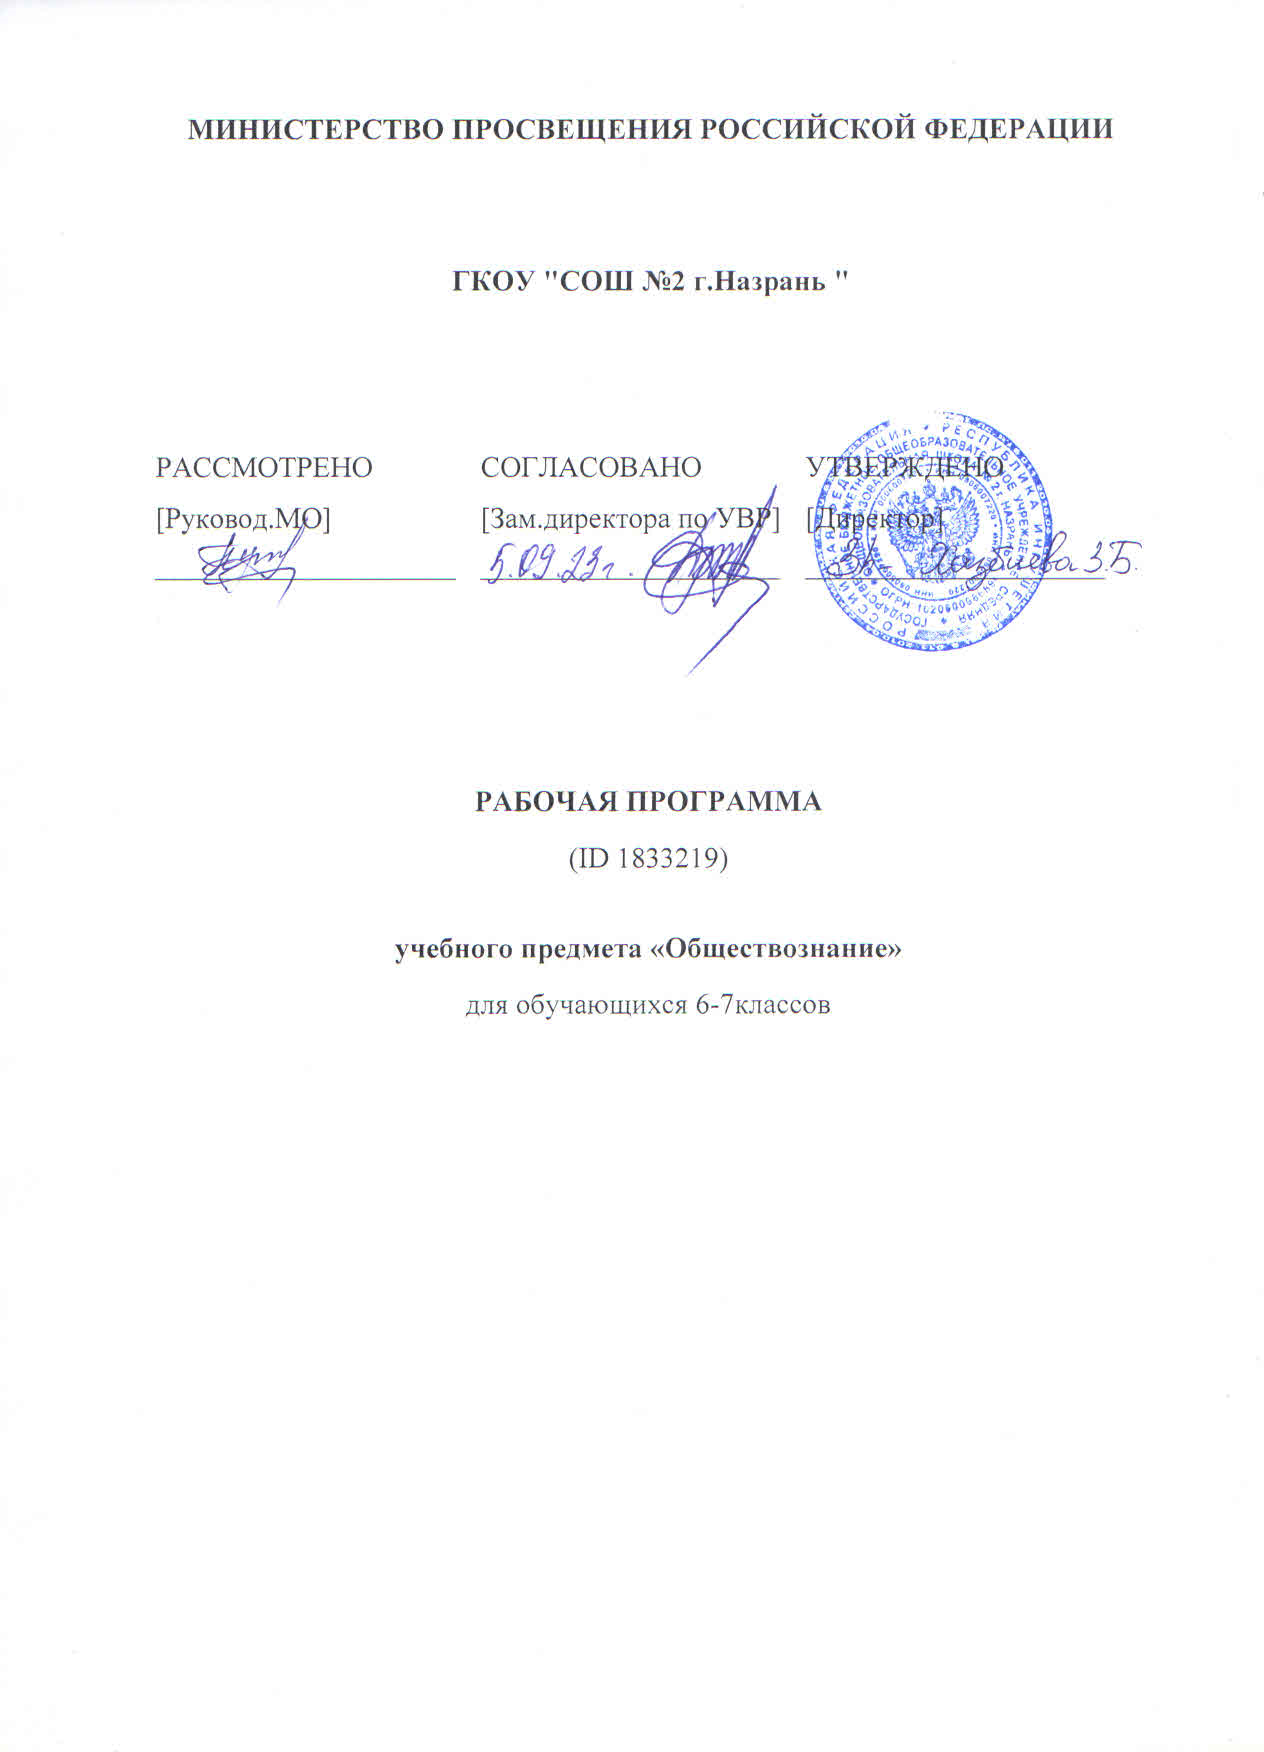 МИНИСТЕРСТВО ПРОСВЕЩЕНИЯ РОССИЙСКОЙ ФЕДЕРАЦИИ
ГКОУ "СОШ №2 г.Назрань "
РАССМОТРЕНО СОГЛАСОВАНО УТВЕРЖДЕНО
[Руковод.МО] [Зам.директора по УВР] [Директор]
5.09.23г. З.Б.
РАБОЧАЯ ПРОГРАММА
(ID 1833219)
учебного предмета «Обществознание»
для обучающихся 6-7классов